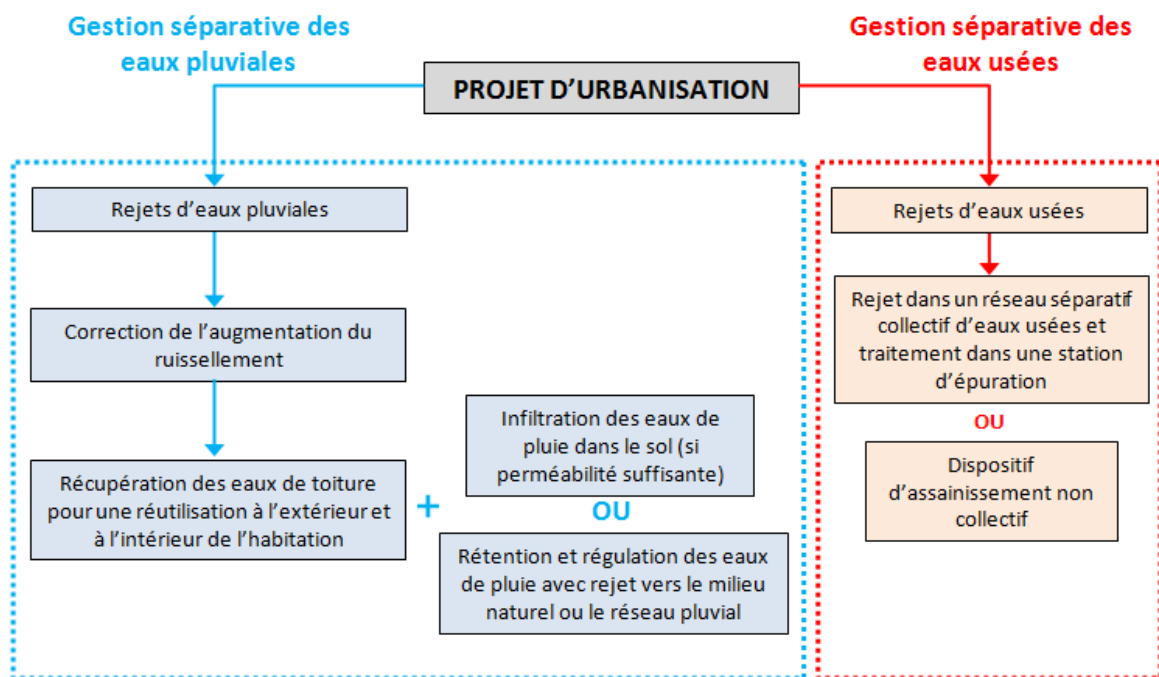 Gestion séparative des
eaux pluviales
PROJET D'URBANISATION
Gestion séparative des
eaux usées
Rejets d'eaux pluviales
Correction de l'augmentation du
ruissellement
Récupération des eaux de toiture
pour une réutilisation à l'extérieur et
à l'intérieur de l'habitation
+
Infiltration des eaux de
pluie dans le sol (si
perméabilité suffisante)
OU
Rétention et régulation des eaux
de pluie avec rejet vers le milieu
naturel ou le réseau pluvial
Rejets d'eaux usées
Rejet dans un réseau séparatif
collectif d'eaux usées et
traitement dans une station
d'épuration
OU
Dispositif
d'assainissement non
collectif